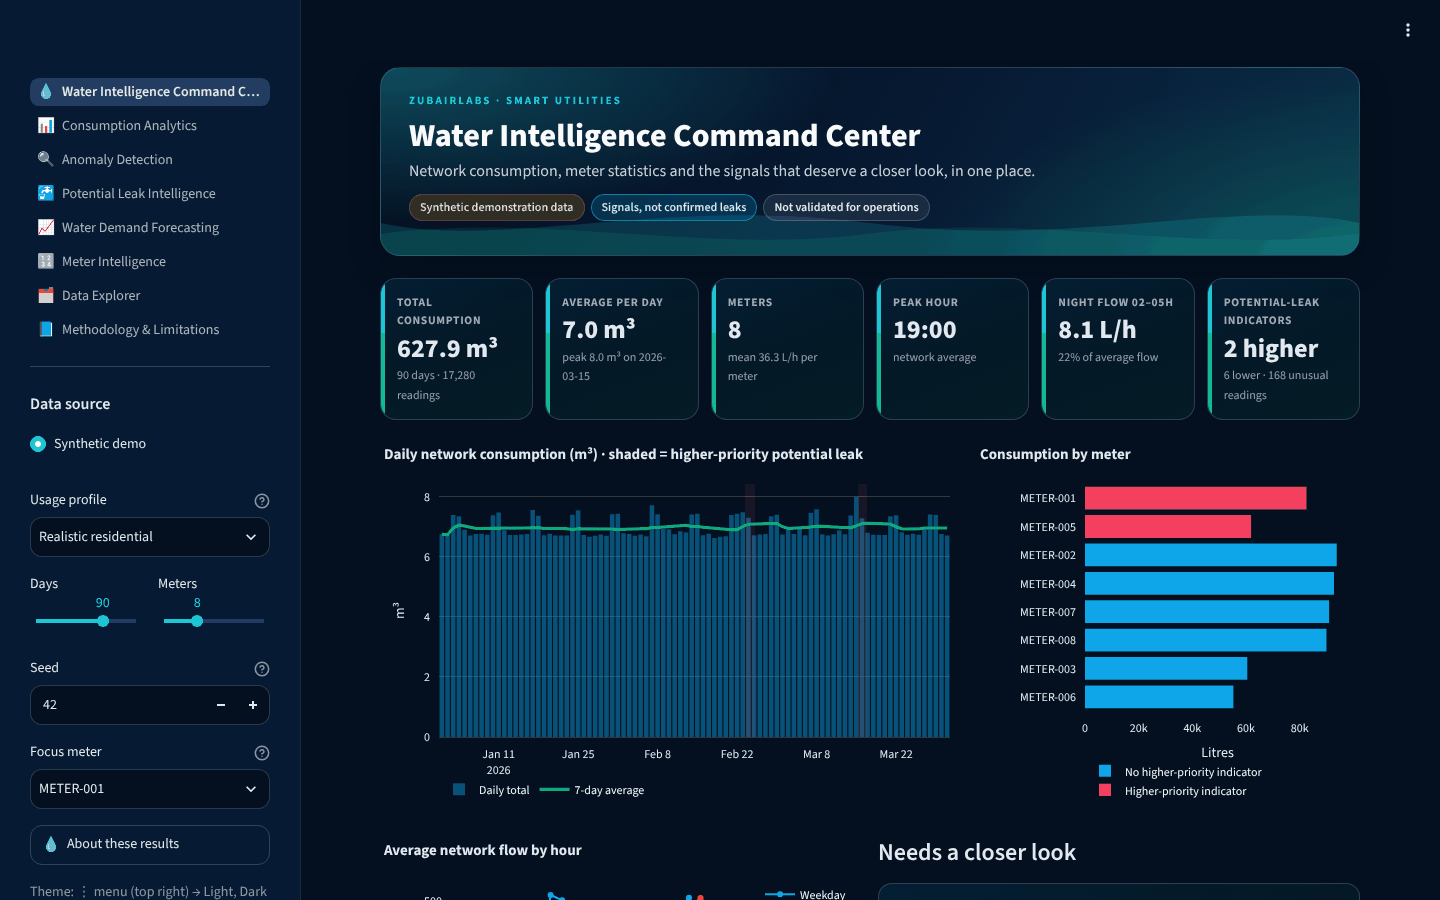 Water Intelligence Command C...
Consumption Analytics
Anomaly Detection
Potential Leak Intelligence
Water Demand Forecasting
Meter Intelligence
Data Explorer
Methodology & Limitations
Data source
Synthetic demo
Usage profile
Realistic residential
Days
Meters
90
8
Seed
42
Focus meter
METER-001
About these results
Theme: ⋮ menu (top right) → Light, Dark
ZUBAIRLABS · SMART UTILITIES
Water Intelligence Command Center
Network consumption, meter statistics and the signals that deserve a closer look, in one place.
Synthetic demonstration data
Signals, not confirmed leaks
Not validated for operations
TOTAL
CONSUMPTION
627.9 m³
90 days · 17,280
readings
AVERAGE PER DAY
7.0 m³
peak 8.0 m³ on 2026-
03-15
METERS
8
mean 36.3 L/h per
meter
PEAK HOUR
19:00
network average
NIGHT FLOW 02–05H
8.1 L/h
22% of average flow
POTENTIAL-LEAK
INDICATORS
2 higher
6 lower · 168 unusual
readings
Daily network consumption (m³) · shaded = higher-priority potential leak
8
6
4
2
0
m³
Jan 11
2026
Jan 25
Feb 8
Feb 22
Mar 8
Mar 22
Daily total
7-day average
Consumption by meter
METER-001
METER-005
METER-002
METER-004
METER-007
METER-008
METER-003
METER-006
0
20k
40k
60k
80k
Litres
No higher-priority indicator
Higher-priority indicator
Average network flow by hour
500
Weekday
Needs a closer look